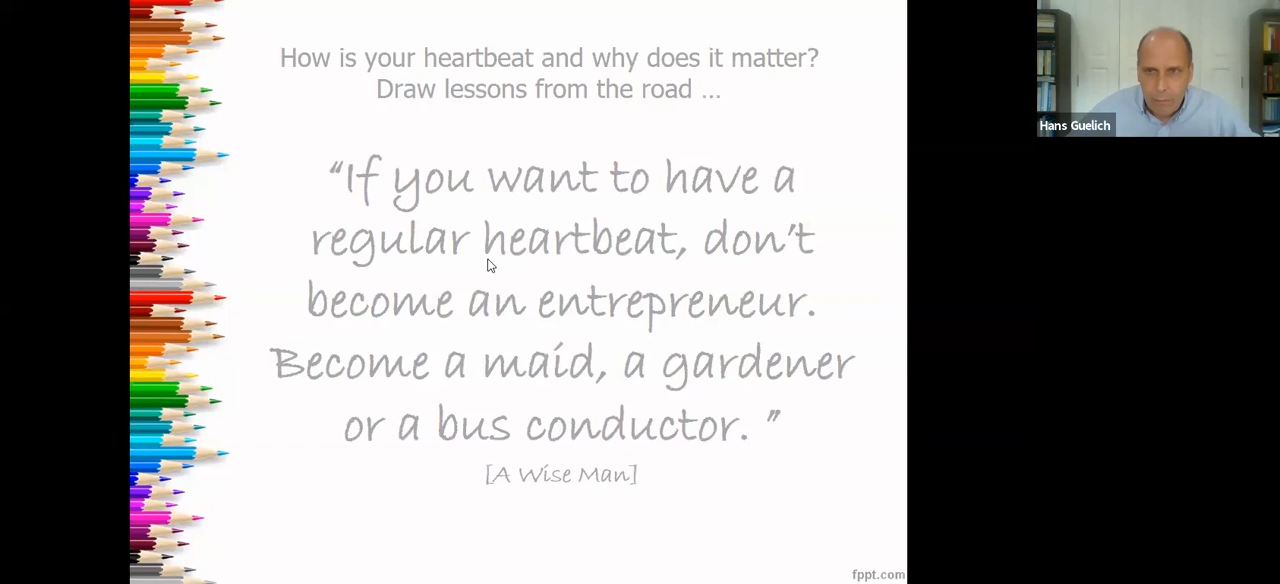 How is your heartbeat and why does it matter?
Draw lessons from the road ...
“If you want to have a
regular heartbeat, don’t
become an entrepreneur.
Become a maid, a gardener
or a bus conductor. ”
[A Wise Man]
fppt.com
Hans Guelich